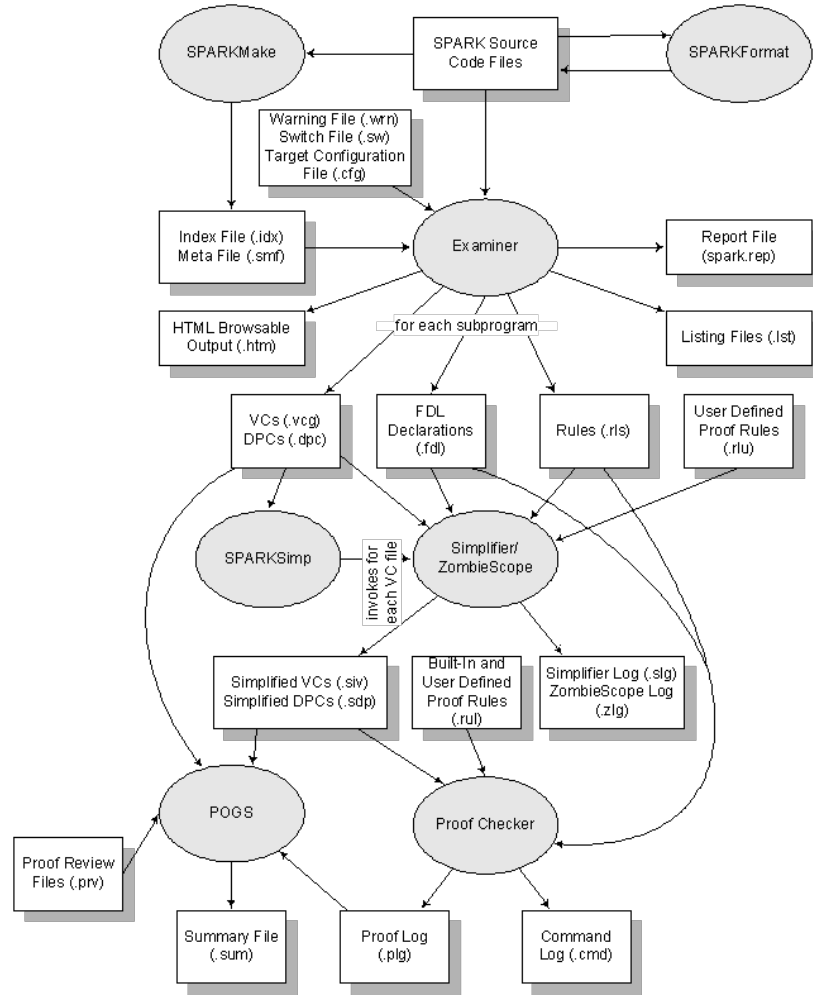 SPARKMake
SPARK Source
Code Files
SPARKFormat
Warning File (.wrn)
Switch File (.sw)
Target Configuration
File (.cfg)
Index File (.idx)
Meta File (.smf)
Examiner
Report File
(spark.rep)
HTML Browsable
Output (.htm)
for each subprogram
Listing Files (.lst)
VCs (.vcg)
DPCs (.dpc)
FDL
Declarations
(.fdl)
Rules (.rls)
User Defined
Proof Rules
(.rlu)
SPARKSimp
invokes for
each VC file
Simplifier/
ZombieScope
Simplified VCs (.siv)
Simplified DPCs (.sdp)
Built-In and
User Defined
Proof Rules
(.rul)
Simplifier Log (.slg)
ZombieScope Log
(.zlg)
POGS
Proof Checker
Proof Review
Files (.prv)
Summary File
(.sum)
Proof Log
(.plg)
Command
Log (.cmd)